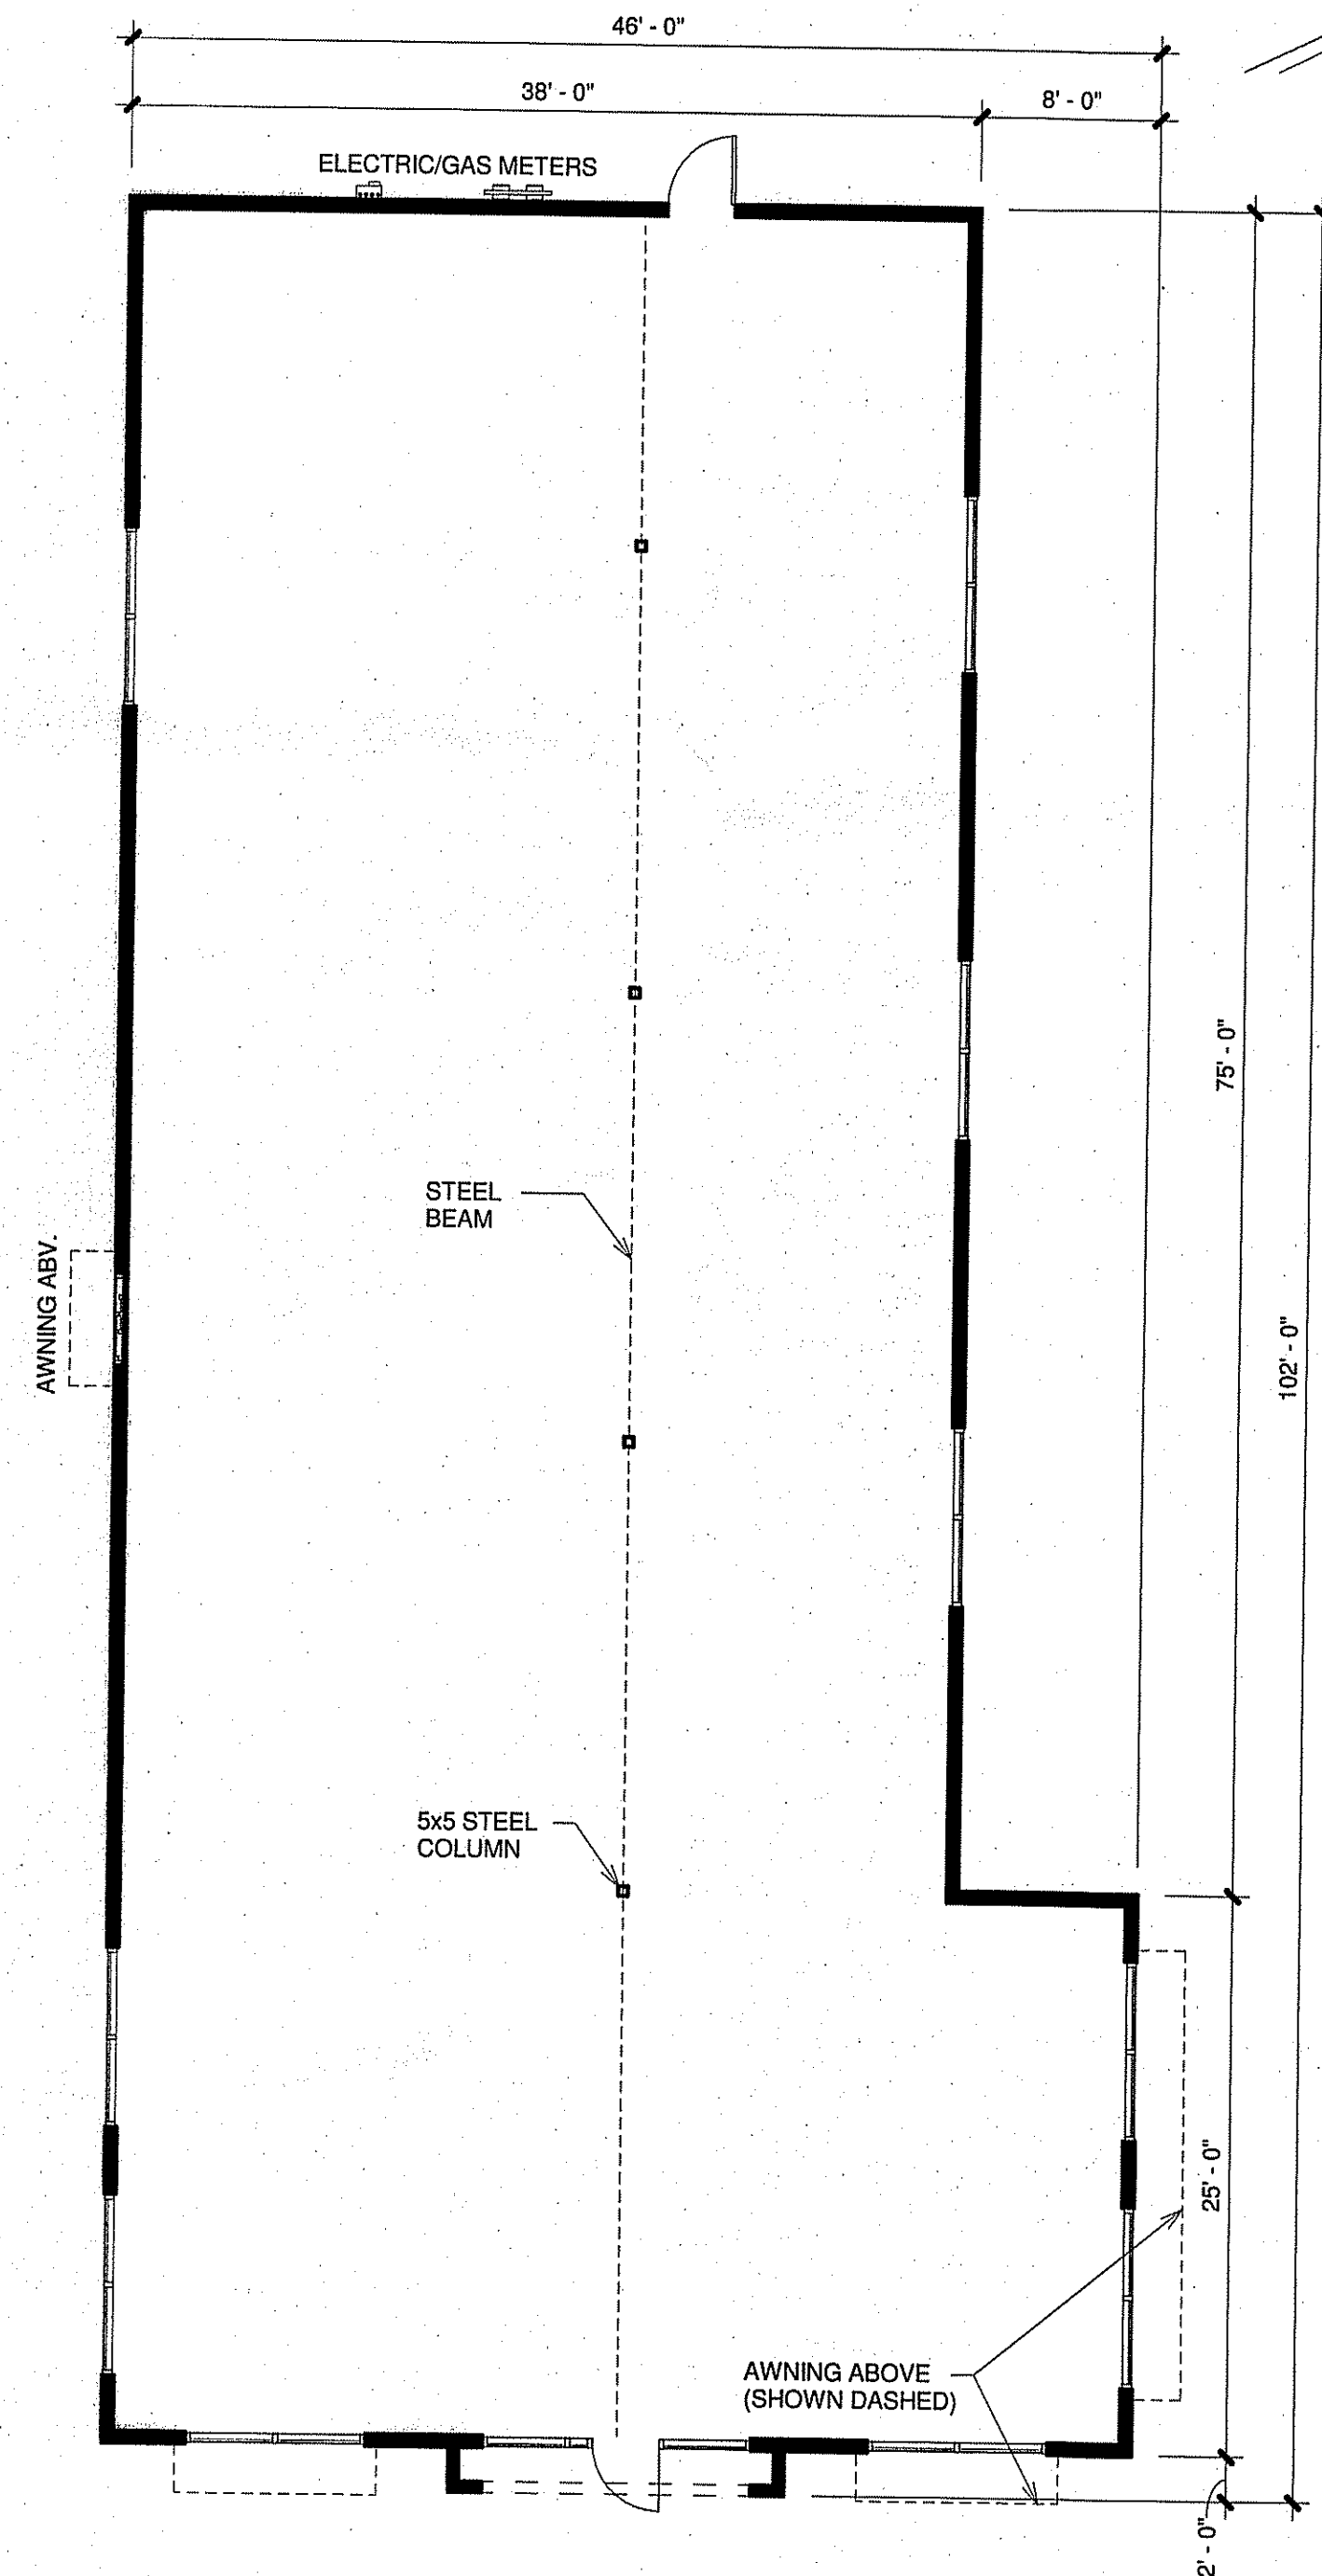 46' - 0"
38' - 0"
8' - 0"
ELECTRIC/GAS METERS
75' - 0"
STEEL
BEAM
AWNING ABV.
102' - 0"
5x5 STEEL
COLUMN
25' - 0"
AWNING ABOVE
(SHOWN DASHED)
2' - 0"